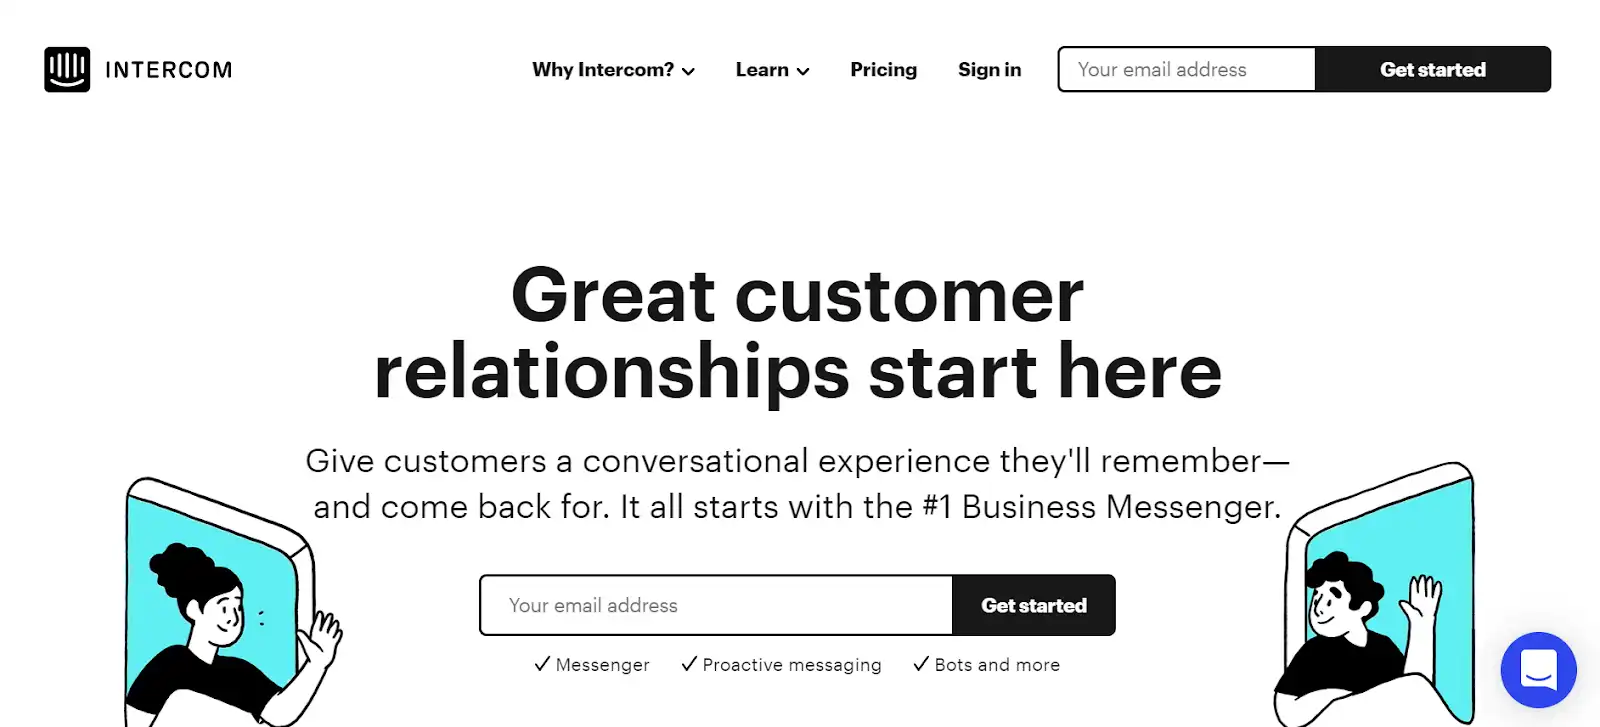 INTERCOM
Why Intercom?
Learn
Pricing
Sign in
Your email address
Get started
Great customer
relationships start here
Give customers a conversational experience they'll remember—
and come back for. It all starts with the #1 Business Messenger.
Your email address
Get started
✓ Messenger ✓ Proactive messaging ✓ Bots and more